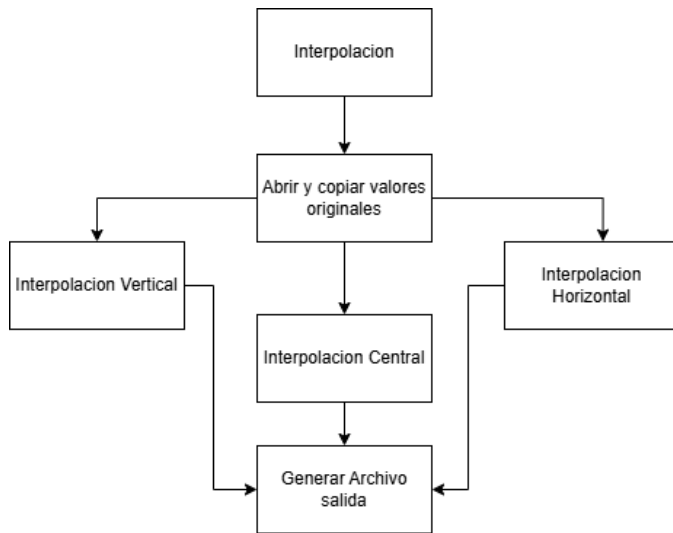 Interpolacion
Abrir y copiar valores
originales
Interpolacion Vertical
Interpolacion
Horizontal
Interpolacion Central
Generar Archivo
salida